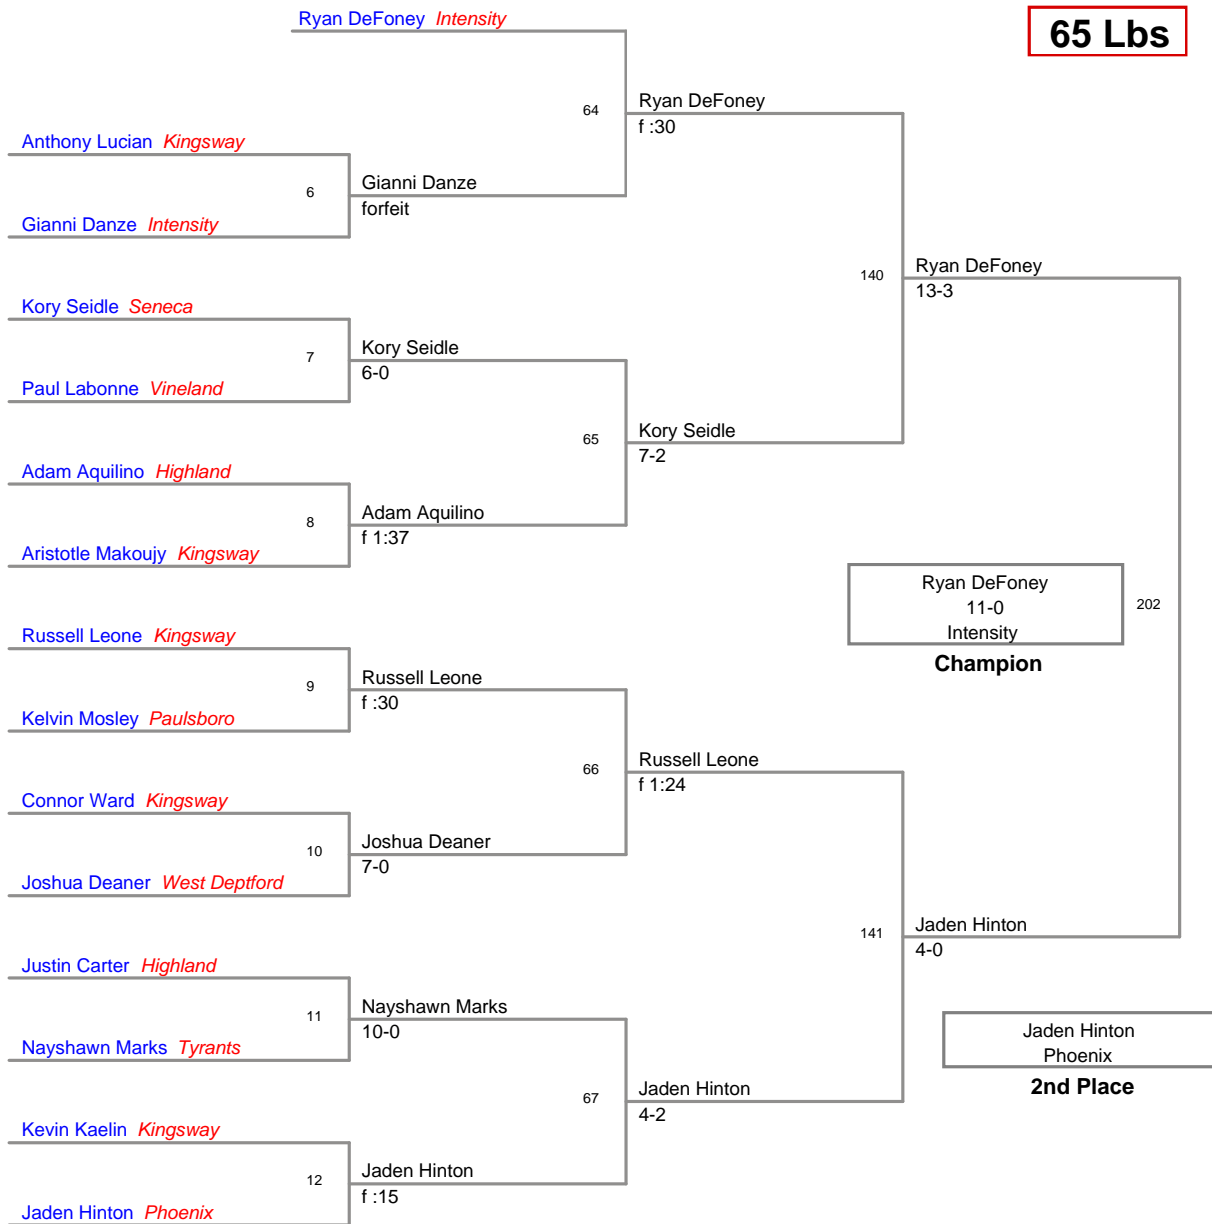 Ryan DeFoney Intensity
65 Lbs
64
Ryan DeFoney
f :30
Anthony Lucian Kingsway
6
Gianni Danze
forfeit
Gianni Danze Intensity
140
Ryan DeFoney
13-3
Kory Seidle Seneca
7
Kory Seidle
6-0
Paul Labonne Vineland
65
Kory Seidle
7-2
Adam Aquilino Highland
8
Adam Aquilino
f 1:37
Aristotle Makoujy Kingsway
Ryan DeFoney
11-0
Intensity
202
Champion
Russell Leone Kingsway
9
Russell Leone
f :30
Kelvin Mosley Paulsboro
66
Russell Leone
f 1:24
Connor Ward Kingsway
10
Joshua Deaner
7-0
Joshua Deaner West Deptford
141
Jaden Hinton
4-0
Justin Carter Highland
11
Nayshawn Marks
10-0
Nayshawn Marks Tyrants
Jaden Hinton
Phoenix
2nd Place
67
Jaden Hinton
4-2
Kevin Kaelin Kingsway
12
Jaden Hinton
f :15
Jaden Hinton Phoenix